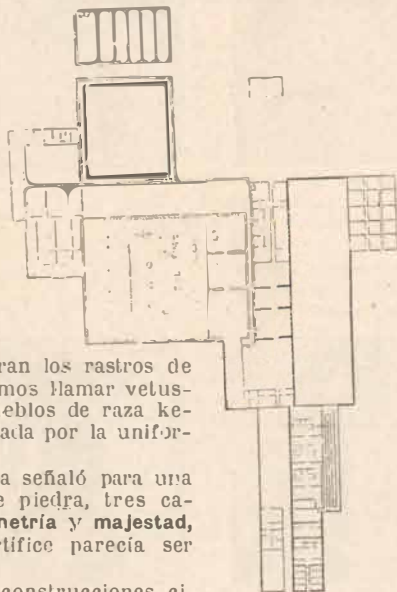 ran los rastros de
mos llamar vetus-
eblos de raza ke-
ada por la unifor-
a señaló para una
e piedra, tres ca-
netría y majestad,
rtífice parecía ser
construcciones ci-